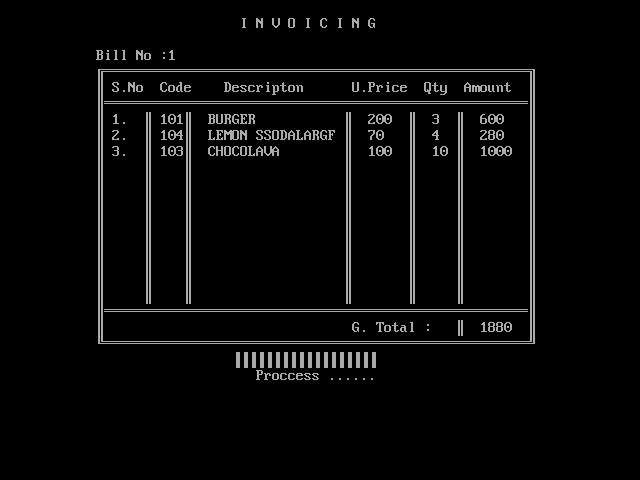 I N V O I C I N G
Bill No :1
S.No Code Descripton U.Price Qty Amount
1. 101 BURGER 200 3 600
2. 104 LEMON SSODALARGF 70 4 280
3. 103 CHOCOLAVA 100 10 1000
G. Total : 1880
Proccess ......